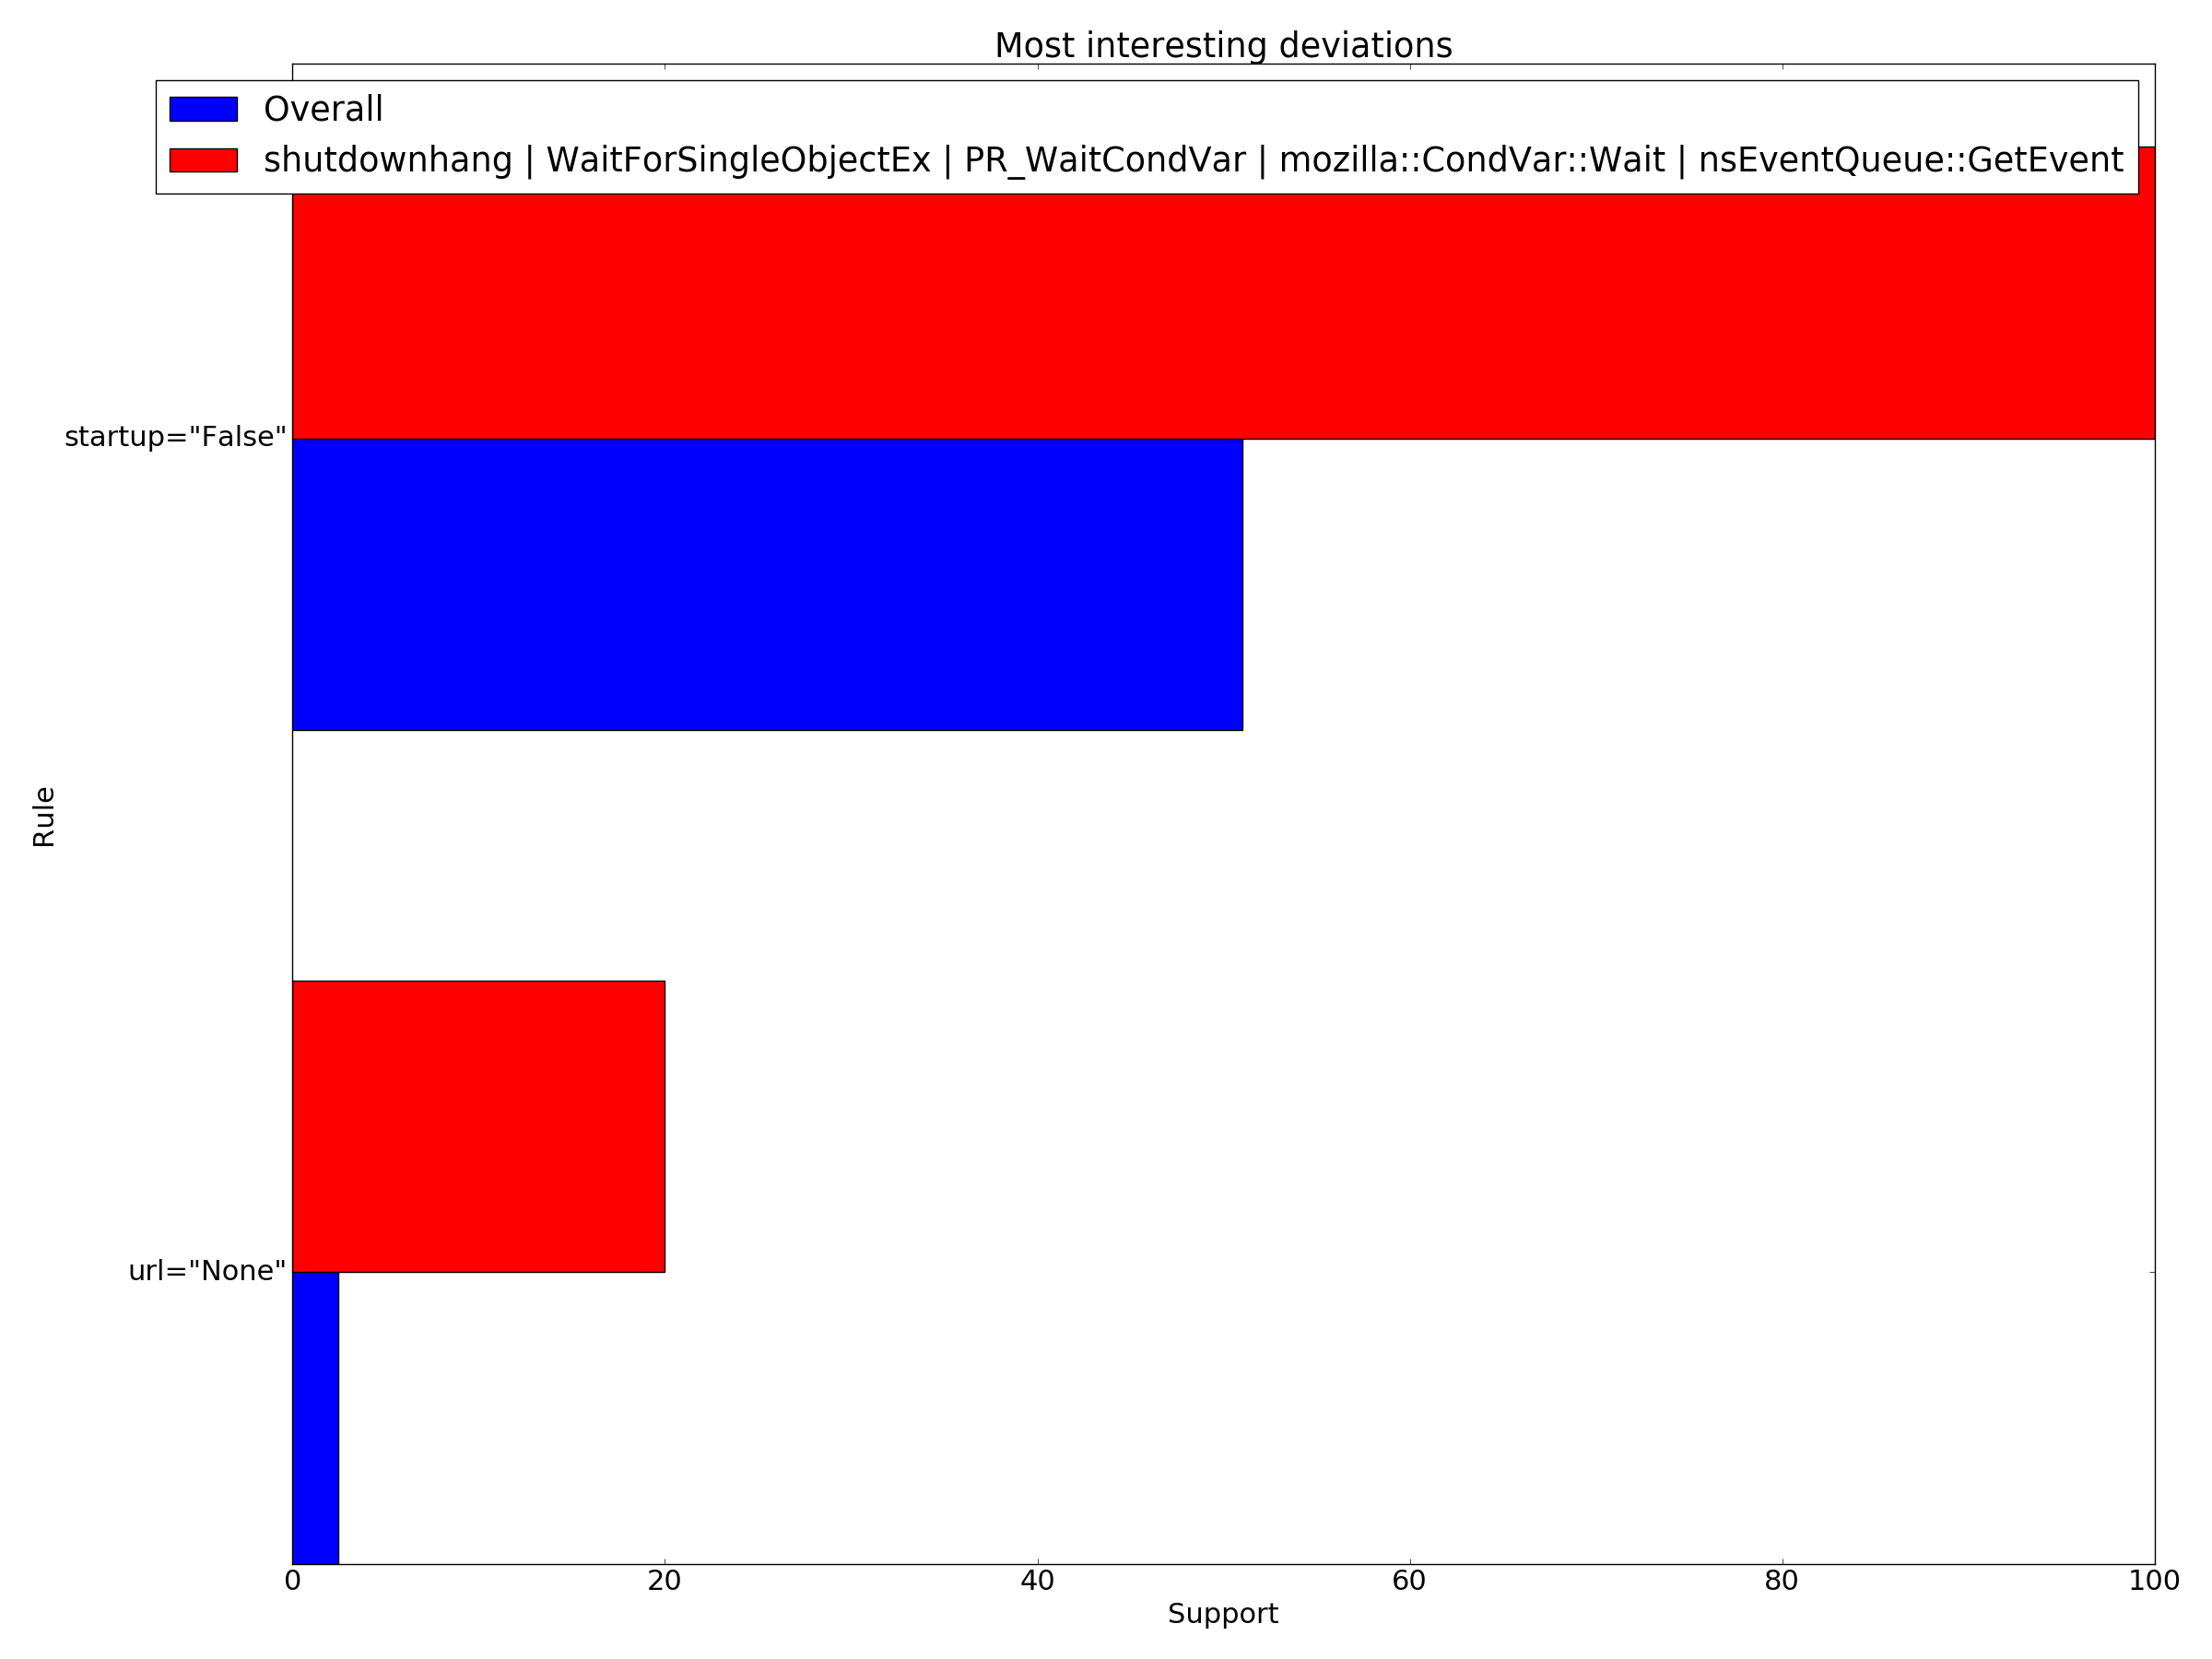 Most interesting deviations
Overall
shutdownhang | WaitForSingleObjectEx | PR_WaitCondVar | mozilla::CondVar::Wait | nsEventQueue::GetEvent
startup="False"
Rule
url="None"
0 20 40 60 80 100
Support